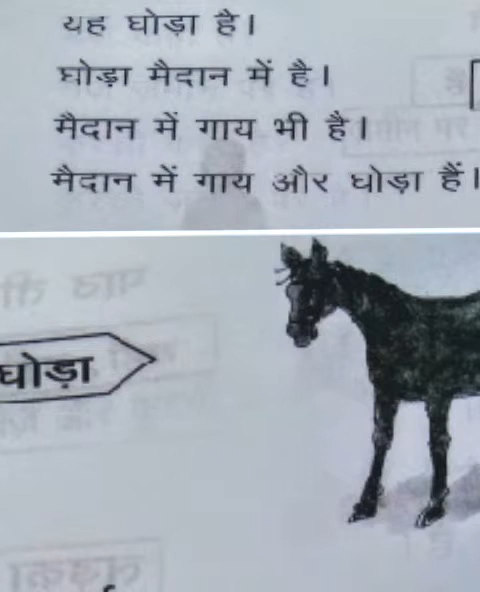 यह घोड़ा है।
घोड़ा मैदान में है।
मैदान में गाय भी है।
मैदान में गाय और घोड़ा हैं।
घोड़ा